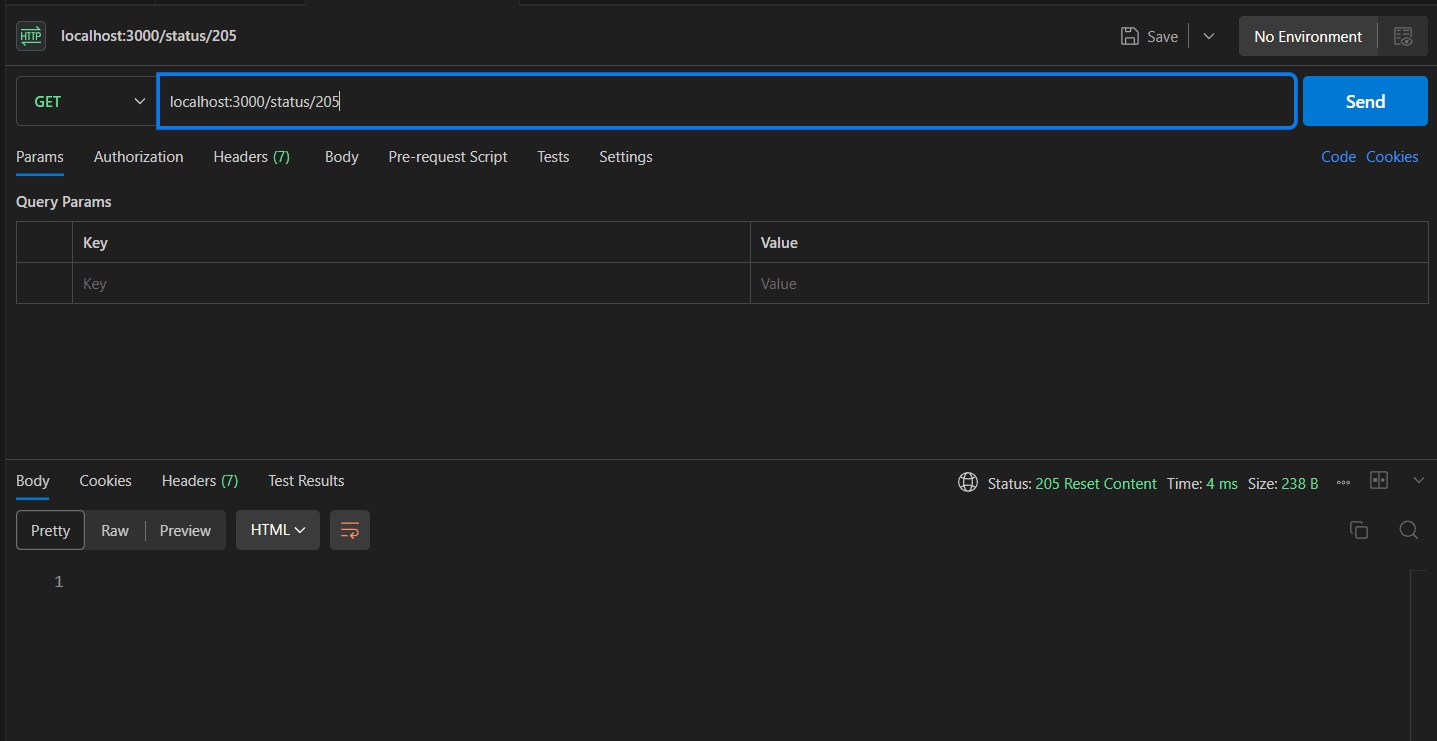 HTTP localhost:3000/status/205 Save No Environment
GET localhost:3000/status/205 Send
Params Authorization Headers (7) Body Pre-request Script Tests Settings Code Cookies
Query Params
Key Value
Key Value
Body Cookies Headers (7) Test Results Status: 205 Reset Content Time: 4 ms Size: 238 B
Pretty Raw Preview HTML
1